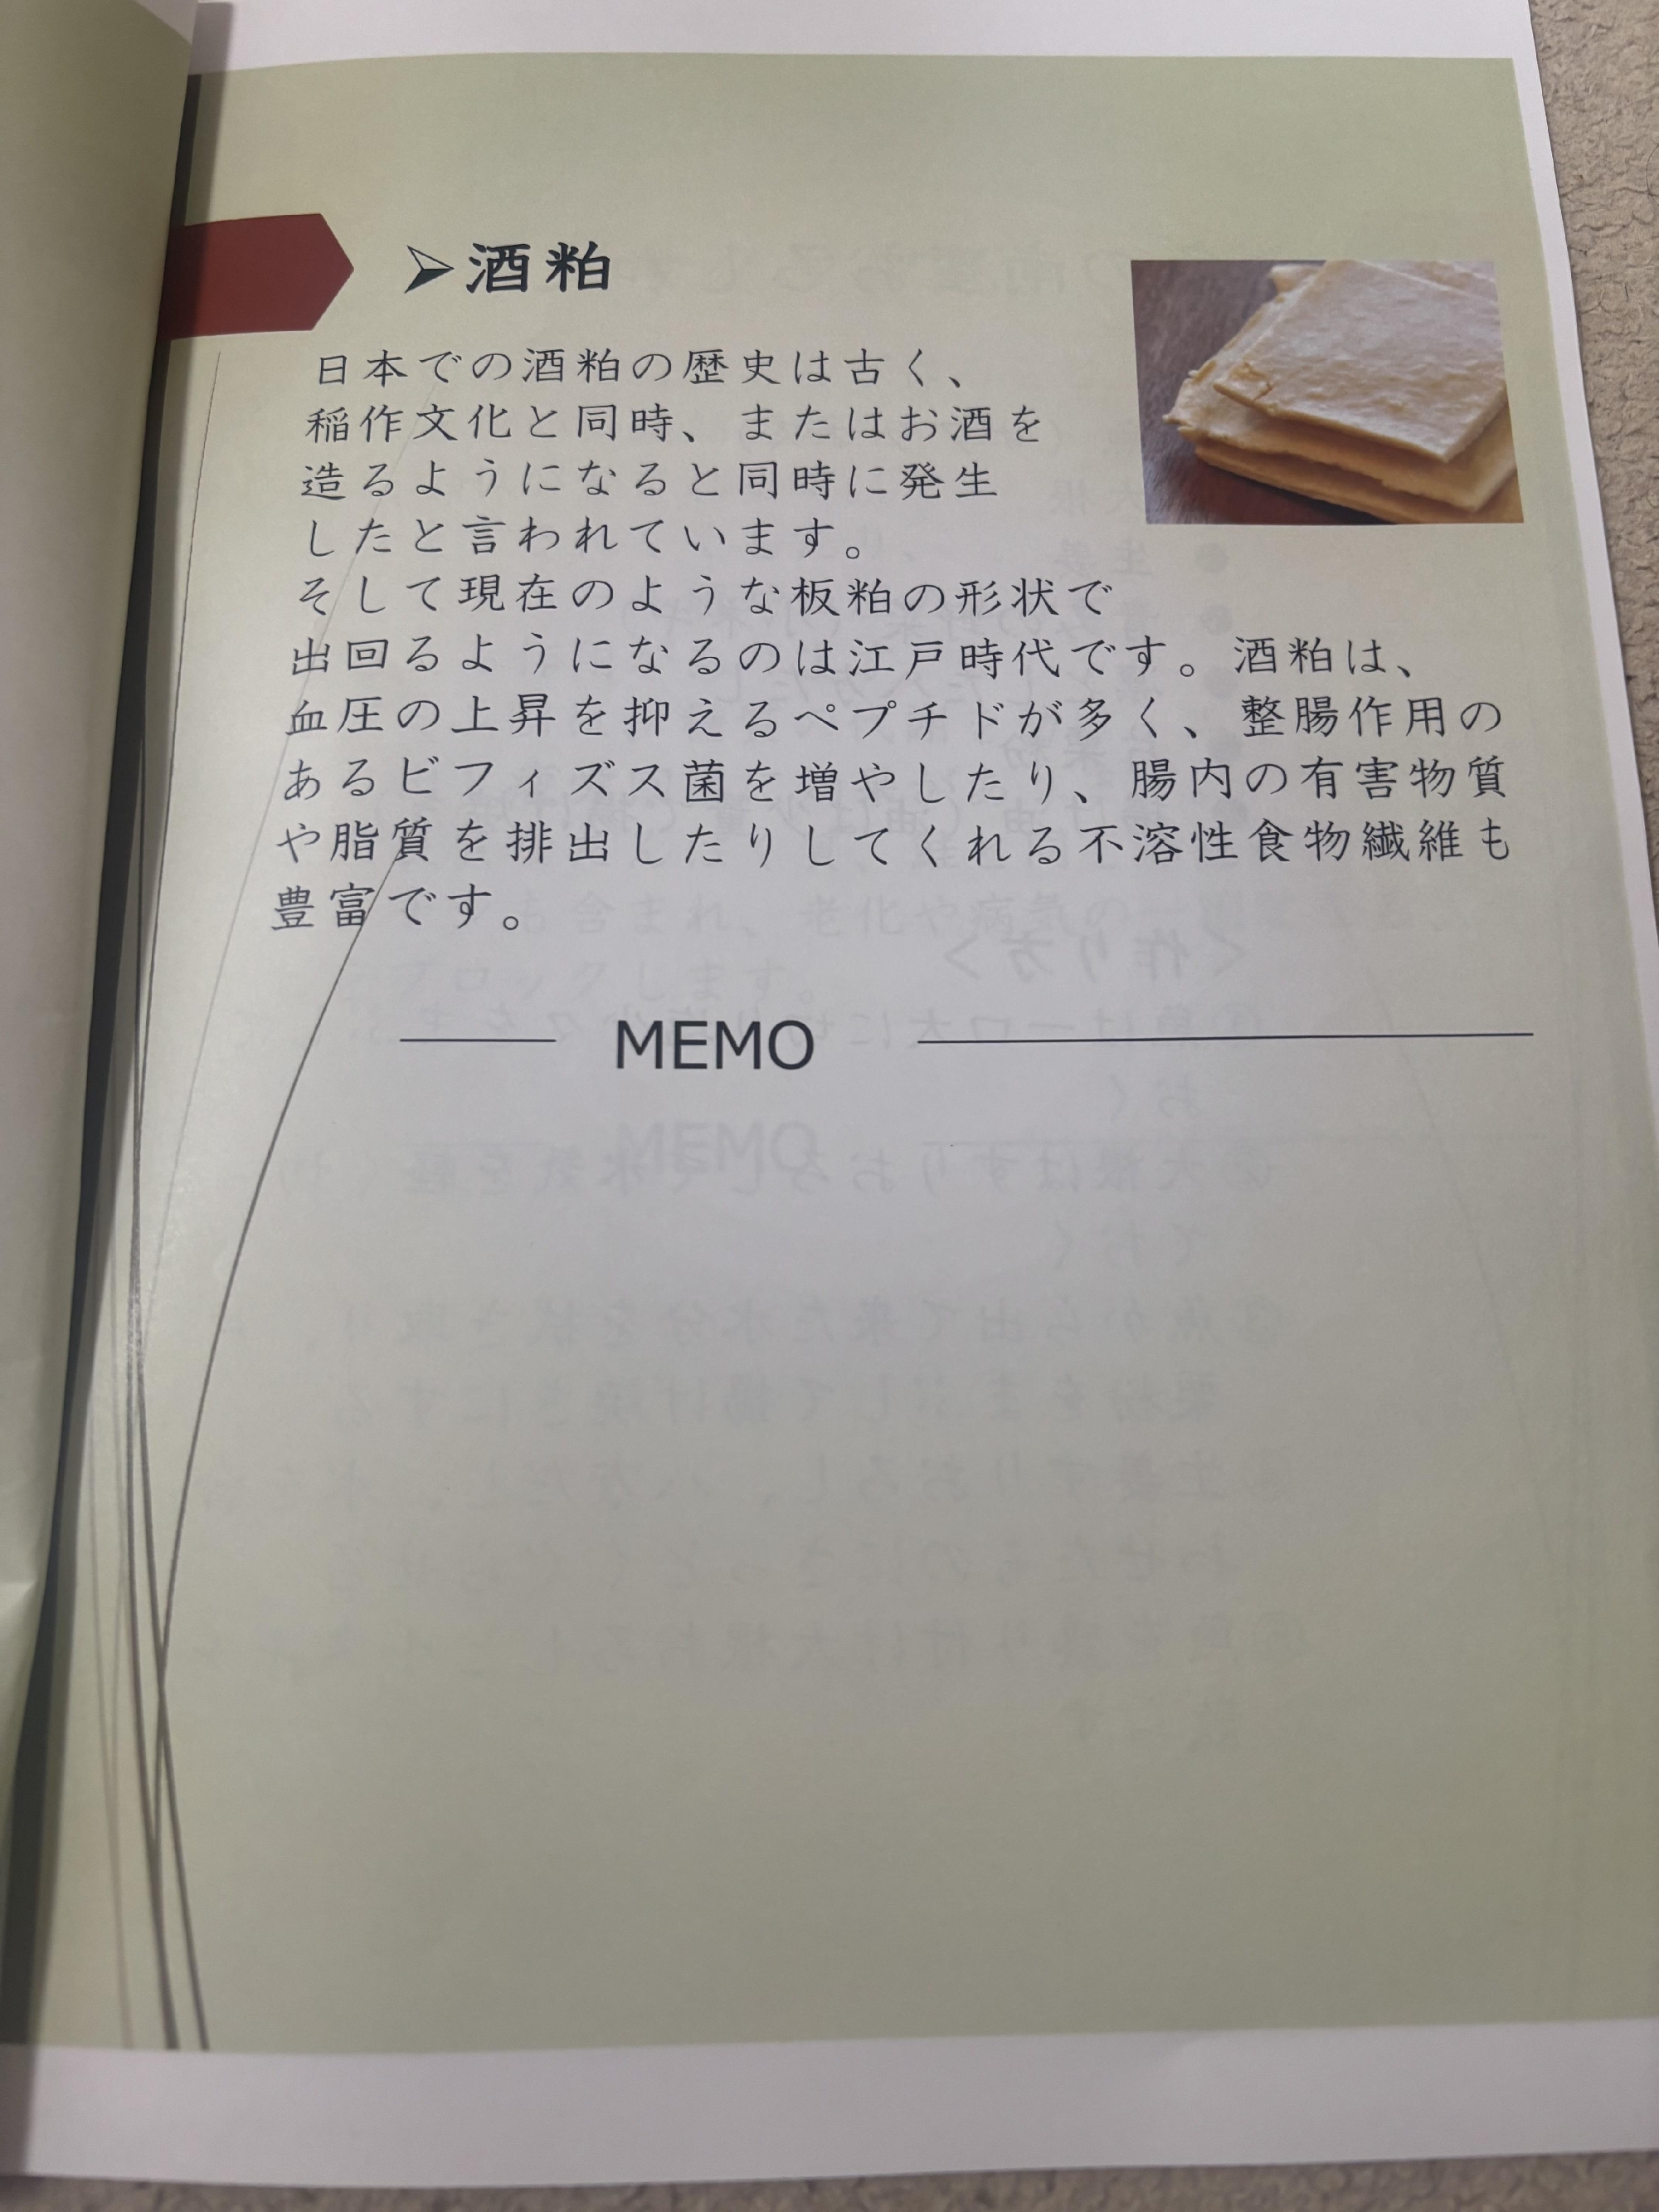 ➢酒粕
日本での酒粕の歴史は古く、
稲作文化と同時、またはお酒を
造るようになると同時に発生
したと言われています。
そして現在のような板粕の形状で
出回るようになるのは江戸時代です。酒粕は、
血圧の上昇を抑えるペプチドが多く、整腸作用の
あるビフィズス菌を増やしたり、腸内の有害物質
や脂質を排出したりしてくれる不溶性食物繊維も
豊富です。
MEMO